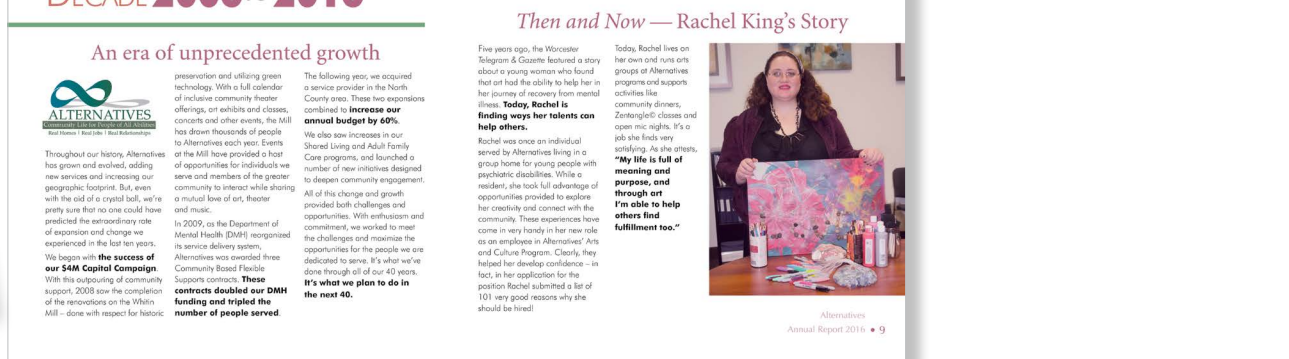 DECADE 2006 to 2016
An era of unprecedented growth
ALTERNATIVES
Community Life for People of All Abilities
Real Homes | Real Jobs | Real Relationships
Throughout our history, Alternatives
has grown and evolved, adding
new services and increasing our
geographic footprint. But, even
with the aid of a crystal ball, we're
pretty sure that no one could have
predicted the extraordinary rate
of expansion and change we
experienced in the last ten years.
We began with the success of
our $4M Capital Campaign.
With this outpouring of community
support, 2008 saw the completion
of the renovations on the Whitin
Mill – done with respect for historic
preservation and utilizing green
technology. With a full calendar
of inclusive community theater
offerings, art exhibits and classes,
concerts and other events, the Mill
has drawn thousands of people
to Alternatives each year. Events
at the Mill have provided a host
of opportunities for individuals we
serve and members of the greater
community to interact while sharing
a mutual love of art, theater
and music.
In 2009, as the Department of
Mental Health (DMH) reorganized
its service delivery system,
Alternatives was awarded three
Community Based Flexible
Supports contracts. These
contracts doubled our DMH
funding and tripled the
number of people served.
The following year, we acquired
a service provider in the North
County area. These two expansions
combined to increase our
annual budget by 60%.
We also saw increases in our
Shared Living and Adult Family
Care programs, and launched a
number of new initiatives designed
to deepen community engagement.
All of this change and growth
provided both challenges and
opportunities. With enthusiasm and
commitment, we worked to meet
the challenges and maximize the
opportunities for the people we are
dedicated to serve. It's what we've
done through all of our 40 years.
It's what we plan to do in
the next 40.
Then and Now — Rachel King's Story
Five years ago, the Worcester
Telegram & Gazette featured a story
about a young woman who found
that art had the ability to help her in
her journey of recovery from mental
illness. Today, Rachel is
finding ways her talents can
help others.
Rachel was once an individual
served by Alternatives living in a
group home for young people with
psychiatric disabilities. While a
resident, she took full advantage of
opportunities provided to explore
her creativity and connect with the
community. These experiences have
come in very handy in her new role
as an employee in Alternatives' Arts
and Culture Program. Clearly, they
helped her develop confidence – in
fact, in her application for the
position Rachel submitted a list of
101 very good reasons why she
should be hired!
Today, Rachel lives on
her own and runs arts
groups at Alternatives
programs and supports
activities like
community dinners,
Zentangle© classes and
open mic nights. It's a
job she finds very
satisfying. As she attests,
"My life is full of
meaning and
purpose, and
through art
I'm able to help
others find
fulfillment too."
Alternatives
Annual Report 2016 • 9